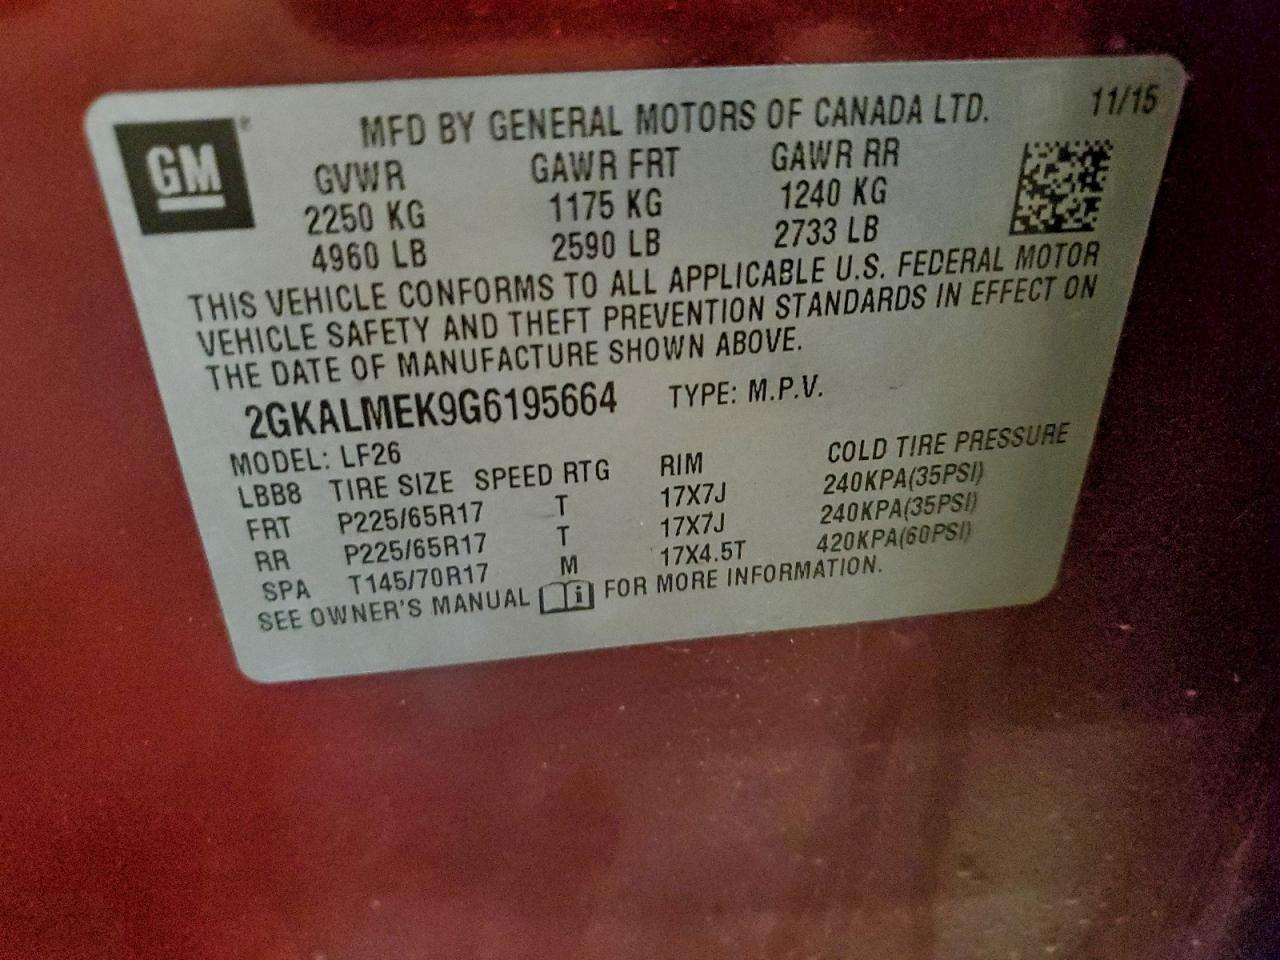 GM
MFD BY GENERAL MOTORS OF CANADA LTD. 11/15
GVWR GAWR FRT GAWR RR
2250 KG 1175 KG 1240 KG
4960 LB 2590 LB 2733 LB
THIS VEHICLE CONFORMS TO ALL APPLICABLE U.S. FEDERAL MOTOR
VEHICLE SAFETY AND THEFT PREVENTION STANDARDS IN EFFECT ON
THE DATE OF MANUFACTURE SHOWN ABOVE.
2GKALMEK9G6195664 TYPE: M.P.V.
MODEL: LF26
LBB8 TIRE SIZE SPEED RTG RIM COLD TIRE PRESSURE
FRT P225/65R17 T 17X7J 240KPA(35PSI)
RR P225/65R17 T 17X7J 240KPA(35PSI)
SPA T145/70R17 M 17X4.5T 420KPA(60PSI)
SEE OWNER'S MANUAL i FOR MORE INFORMATION.